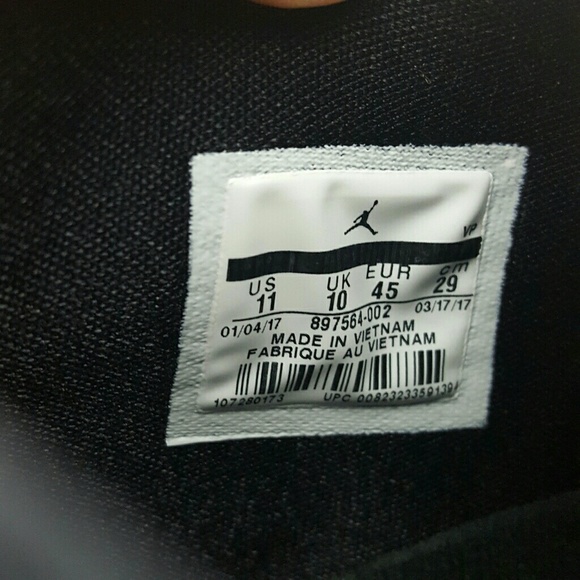 VP
US UK EUR cm
11 10 45 29
01/04/17 897564-002 03/17/17
MADE IN VIETNAM
FABRIQUE AU VIETNAM
107280173 UPC